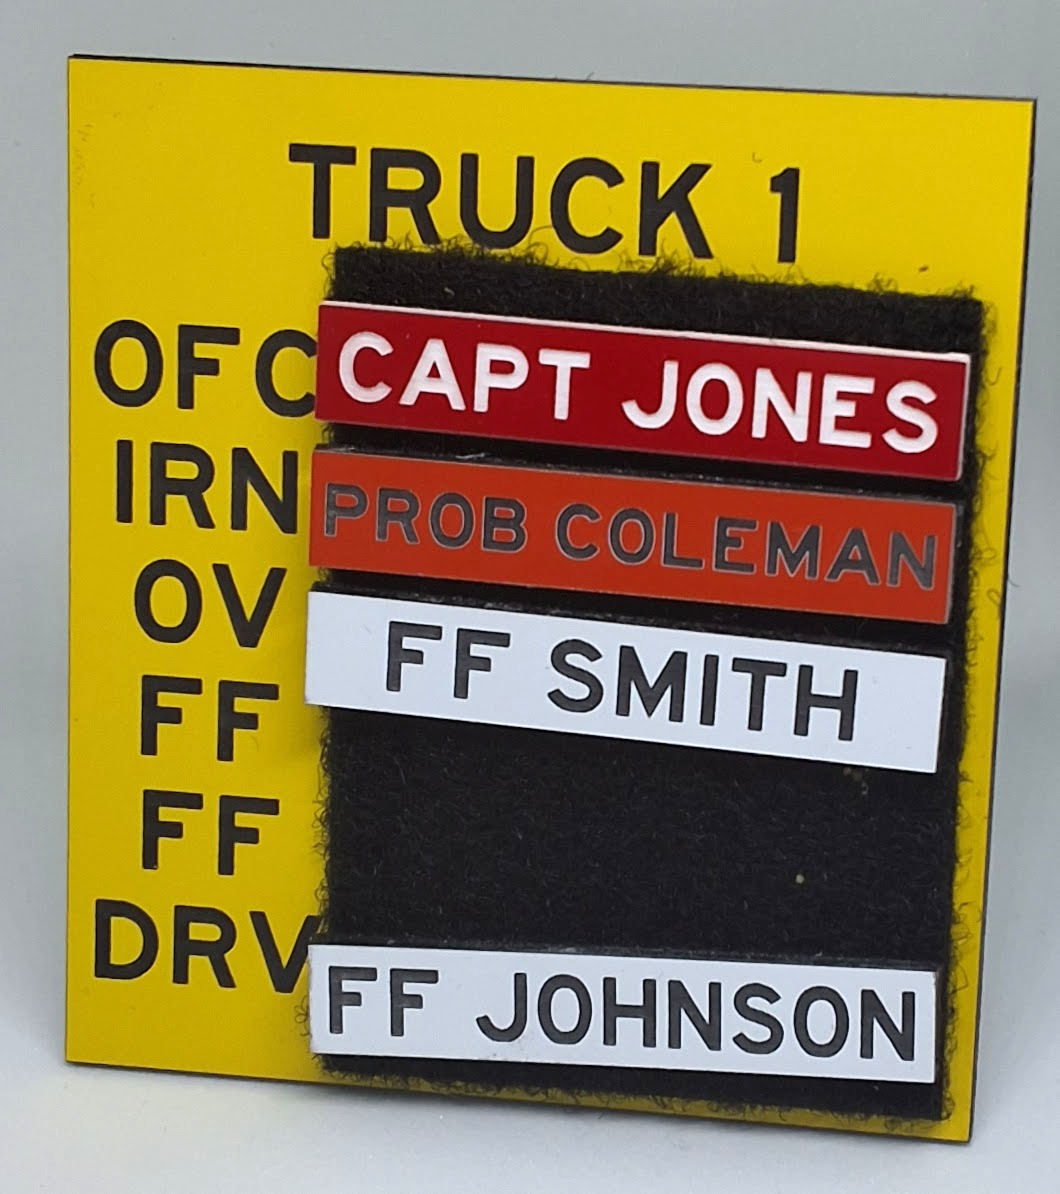 TRUCK 1
OFC CAPT JONES
IRN PROB COLEMAN
OV FF SMITH
FF
FF
DRV FF JOHNSON